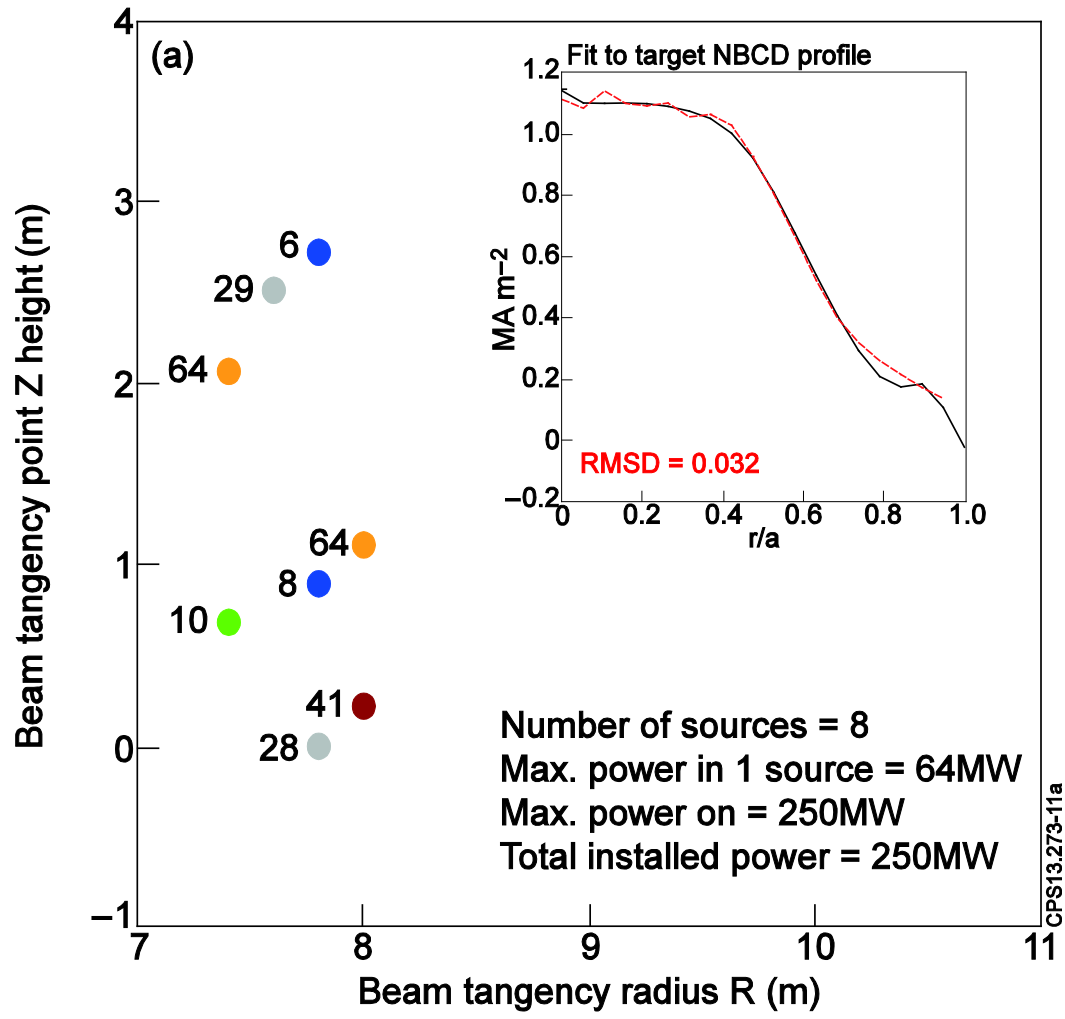 (a)
Fit to target NBCD profile
1.2
1.0
0.8
0.6
0.4
0.2
0
–0.2
MA m–2
0 0.2 0.4 0.6 0.8 1.0
r/a
RMSD = 0.032
4
3
2
1
0
–1
Beam tangency point Z height (m)
6
29
64
64
8
10
41
28
Number of sources = 8
Max. power in 1 source = 64MW
Max. power on = 250MW
Total installed power = 250MW
7 8 9 10 11
Beam tangency radius R (m)
CPS13.273-11a